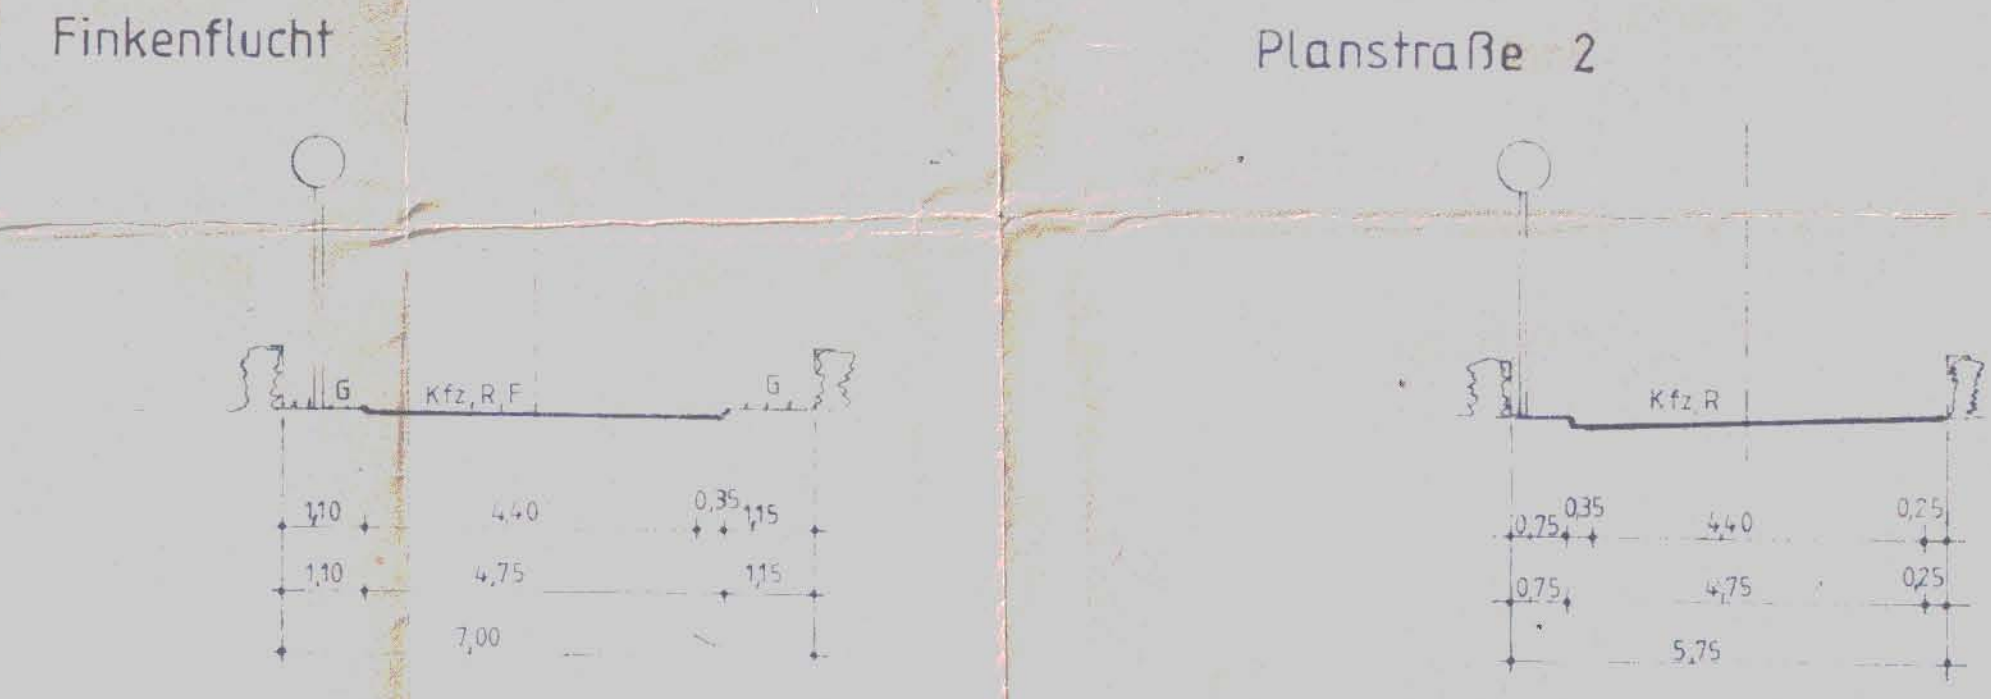 Finkenflucht
G Kfz, R, F G
1,10 4,40 0,35 1,15
1,10 4,75 1,15
7,00
Planstraße 2
Kfz, R
0,75 0,35 4,40 0,25
0,75 4,75 0,25
5,75